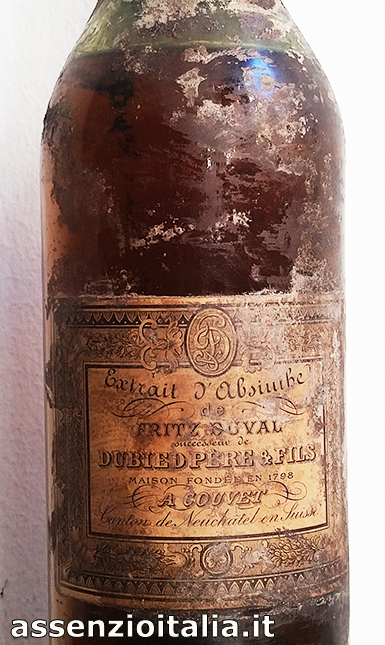 Extrait d'Absinthe
de
FRITZ DUVAL
successeur de
DUBIED PÈRE & FILS
MAISON FONDÉE EN 1798
A COUVET
Canton de Neuchatel en Suisse
assenzioitalia.it